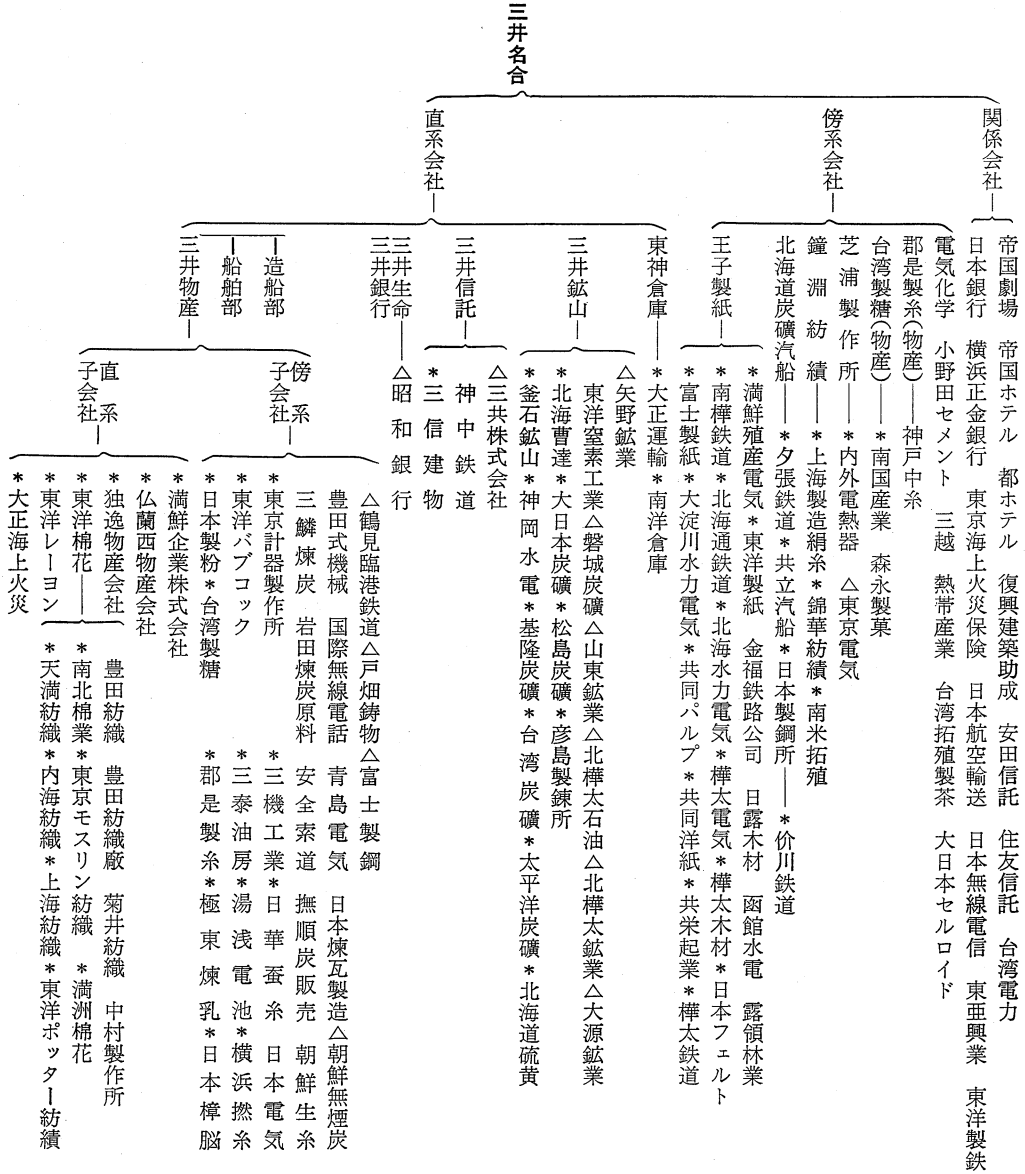 三井名合
関係会社
帝国劇場　帝国ホテル　都ホテル　復興建築助成　安田信託　住友信託　台湾電力
日本銀行　横浜正金銀行　東京海上火災保険　日本航空輸送　日本無線電信　東亜興業　東洋製鉄
傍系会社
電気化学　小野田セメント　三越　熱帯産業　台湾拓殖製茶　大日本セルロイド
郡是製糸(物産)―神戸中糸
台湾製糖(物産)―＊南国産業　森永製菓
芝浦製作所―＊内外電熱器　△東京電気
鐘淵紡績―＊上海製造絹糸＊錦華紡績＊南米拓殖
北海道炭礦汽船―＊夕張鉄道＊共立汽船＊日本製鋼所―＊价川鉄道
王子製紙
＊満鮮殖産電気＊東洋製紙　金福鉄路公司　日露木材　函館水電　露領林業
＊南樺鉄道＊北海通鉄道＊北海水力電気＊樺太電気＊樺太木材＊日本フェルト
＊富士製紙＊大淀川水力電気＊共同パルプ＊共同洋紙＊共栄起業＊樺太鉄道
直系会社
東神倉庫―＊大正運輸＊南洋倉庫
三井鉱山
△矢野鉱業
東洋窒素工業△磐城炭礦△山東鉱業△北樺太石油△北樺太鉱業△大源鉱業
＊北海曹達＊大日本炭礦＊松島炭礦＊彦島製錬所
＊釜石鉱山＊神岡水電＊基隆炭礦＊台湾炭礦＊太平洋炭礦＊北海道硫黄
三井信託
△三共株式会社
神中鉄道
＊三信建物
三井生命―△昭和銀行
三井銀行
造船部
船舶部
三井物産
傍系子会社
△鶴見臨港鉄道△戸畑鋳物△富士製鋼
豊田式機械　国際無線電話　青島電気　日本煉瓦製造△朝鮮無煙炭
三鱗煉炭　岩田煉炭原料　安全索道　撫順炭販売　朝鮮生糸
＊東京計器製作所　＊三機工業＊日華蚕糸　日本電気
＊東洋バブコック　＊三泰油房＊湯浅電池＊横浜撚糸
＊日本製粉＊台湾製糖　＊郡是製糸＊極東煉乳＊日本樟脳
直系子会社
＊満鮮企業株式会社
＊仏蘭西物産会社
＊独逸物産会社
＊東洋棉花―
豊田紡織　豊田紡織廠　菊井紡織　中村製作所
＊南北棉業＊東京モスリン紡織　＊満洲棉花
＊天満紡織＊内海紡織＊上海紡織＊東洋ポッター紡績
＊東洋レーヨン
＊大正海上火災